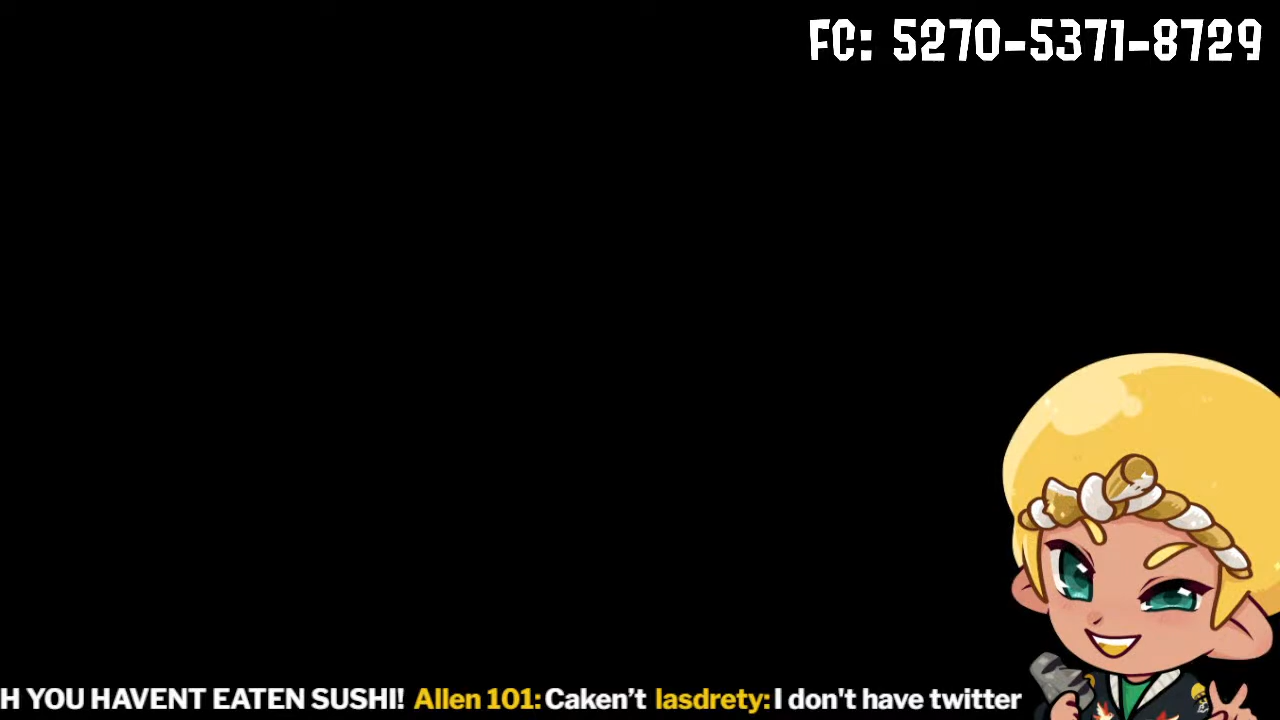 FC: 5270-5371-8729
H YOU HAVENT EATEN SUSHI! Allen 101: Caken’t lasdrety: I don't have twitter